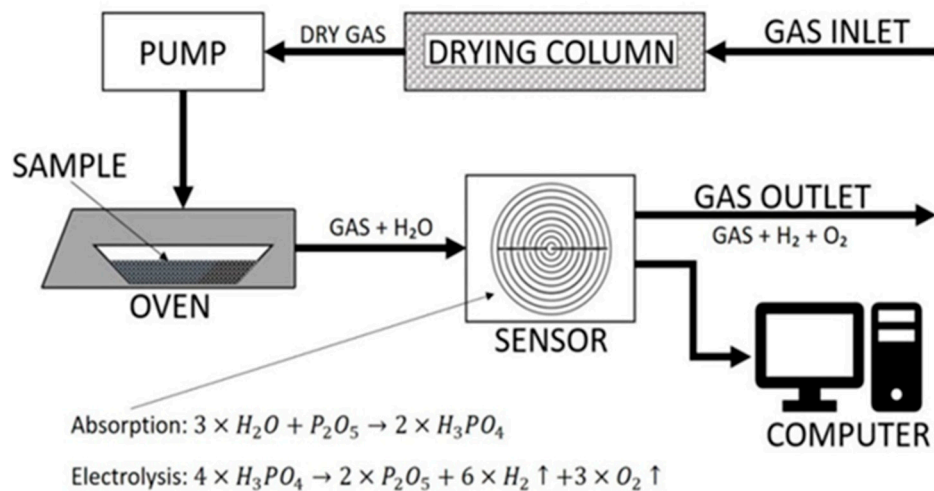 PUMP
DRY GAS
DRYING COLUMN
GAS INLET
SAMPLE
OVEN
GAS + H₂O
SENSOR
GAS OUTLET
GAS + H₂ + O₂
COMPUTER
Absorption: 3 × H₂O + P₂O₅ → 2 × H₃PO₄
Electrolysis: 4 × H₃PO₄ → 2 × P₂O₅ + 6 × H₂ ↑ +3 × O₂ ↑